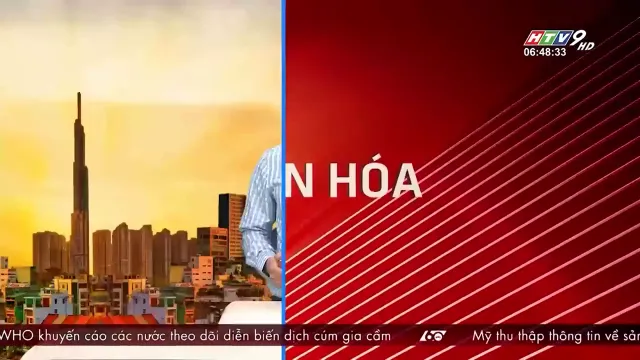 HTV9 HD
06:48:33
N HÓA
WHO khuyến cáo các nước theo dõi diễn biến dịch cúm gia cầm
Mỹ thu thập thông tin về sản